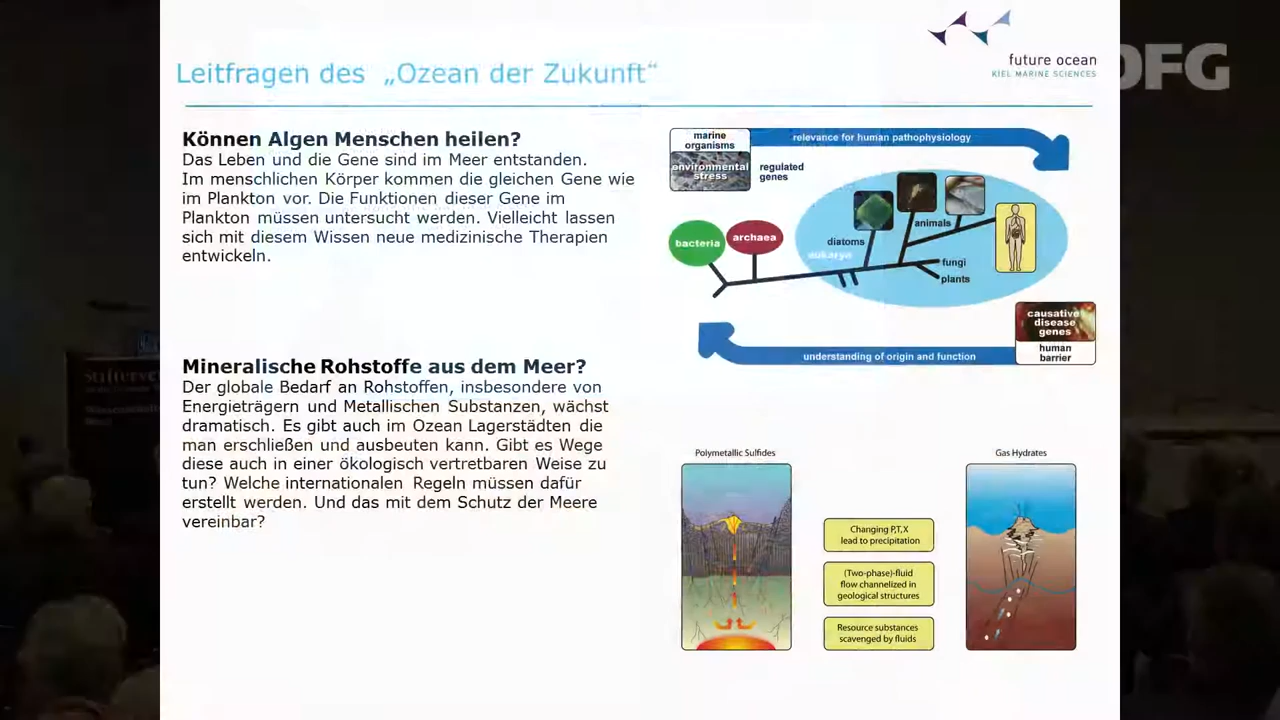 Leitfragen des „Ozean der Zukunft“
future ocean
KIEL MARINE SCIENCES
DFG
Können Algen Menschen heilen?
Das Leben und die Gene sind im Meer entstanden.
Im menschlichen Körper kommen die gleichen Gene wie
im Plankton vor. Die Funktionen dieser Gene im
Plankton müssen untersucht werden. Vielleicht lassen
sich mit diesem Wissen neue medizinische Therapien
entwickeln.
marine
organisms
environmental
stress
relevance for human pathophysiology
regulated
genes
bacteria
archaea
eukarya
diatoms
animals
fungi
plants
causative
disease
genes
human
barrier
understanding of origin and function
Mineralische Rohstoffe aus dem Meer?
Der globale Bedarf an Rohstoffen, insbesondere von
Energieträgern und Metallischen Substanzen, wächst
dramatisch. Es gibt auch im Ozean Lagerstädten die
man erschließen und ausbeuten kann. Gibt es Wege
diese auch in einer ökologisch vertretbaren Weise zu
tun? Welche internationalen Regeln müssen dafür
erstellt werden. Und das mit dem Schutz der Meere
vereinbar?
Polymetallic Sulfides
Changing P,T,X
lead to precipitation
(Two-phase)-fluid
flow channelized in
geological structures
Resource substances
scavenged by fluids
Gas Hydrates